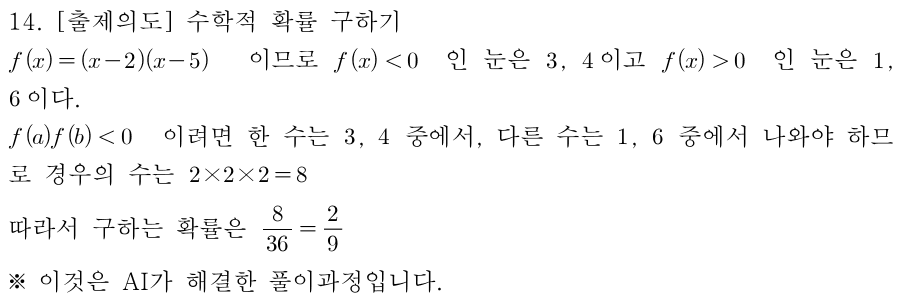 14. [출제의도] 수학적 확률 구하기
f(x)=(x-2)(x-5) 이므로 f(x)<0 인 눈은 3, 4이고 f(x)>0 인 눈은 1,
6이다.
f(a)f(b)<0 이려면 한 수는 3, 4 중에서, 다른 수는 1, 6 중에서 나와야 하므
로 경우의 수는 2×2×2=8
따라서 구하는 확률은 8/36 = 2/9
※ 이것은 AI가 해결한 풀이과정입니다.